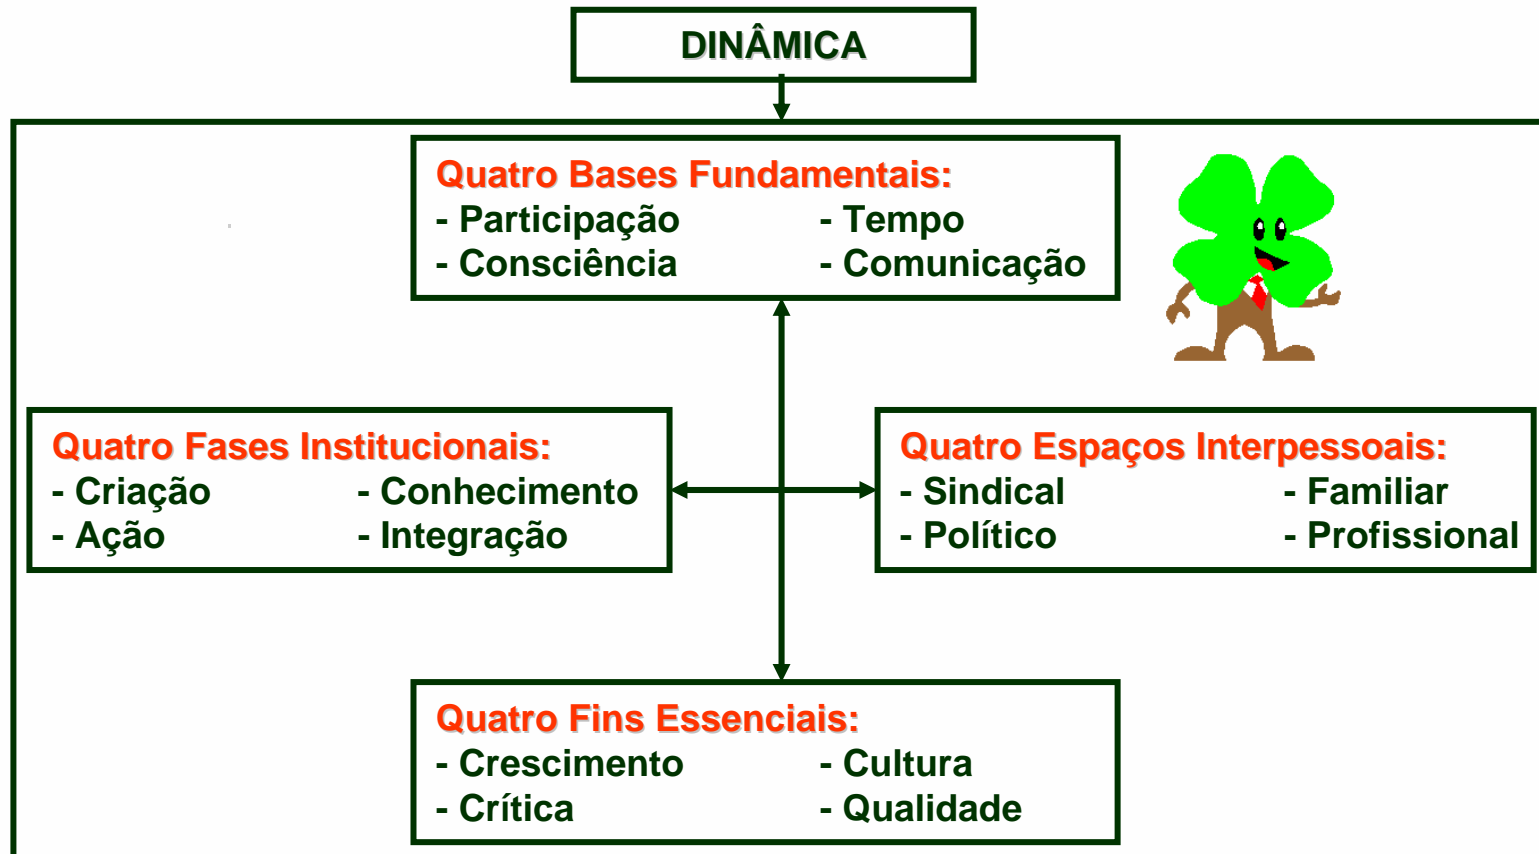 DINÂMICA
Quatro Bases Fundamentais:
- Participação - Tempo
- Consciência - Comunicação
Quatro Fases Institucionais:
- Criação - Conhecimento
- Ação - Integração
Quatro Espaços Interpessoais:
- Sindical - Familiar
- Político - Profissional
Quatro Fins Essenciais:
- Crescimento - Cultura
- Crítica - Qualidade